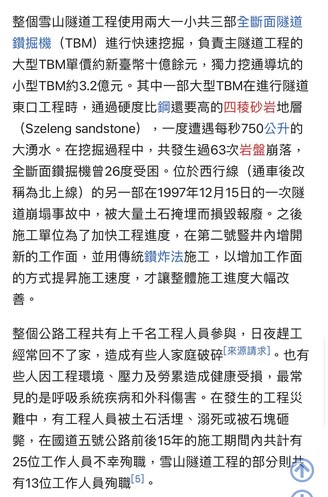 整個雪山隧道工程使用兩大一小共三部全斷面隧道
鑽掘機（TBM）進行快速挖掘，負責主隧道工程的
大型TBM單價約新臺幣十億餘元，獨力挖通導坑的
小型TBM約3.2億元。其中一部大型TBM在進行隧道
東口工程時，通過硬度比鋼還要高的四稜砂岩地層
（Szeleng sandstone），一度遭遇每秒750公升的
大湧水。在挖掘過程中，共發生過63次岩盤崩落，
全斷面鑽掘機曾26度受困。位於西行線（通車後改
稱為北上線）的另一部在1997年12月15日的一次隧
道崩塌事故中，被大量土石掩埋而損毀報廢。之後
施工單位為了加快工程進度，在第二號豎井內增開
新的工作面，並用傳統鑽炸法施工，以增加工作面
的方式提昇施工速度，才讓整體施工進度大幅改
善。
整個公路工程共有上千名工程人員參與，日夜趕工
經常回不了家，造成有些人家庭破碎[來源請求]。也有
些人因工程環境、壓力及勞累造成健康受損，最常
見的是呼吸系統疾病和外科傷害。在發生的工程災
難中，有工程人員被土石活埋、溺死或被石塊砸
斃，在國道五號公路前後15年的施工期間內共計有
25位工作人員不幸殉職，雪山隧道工程的部分則共
有13位工作人員殉職[5]。